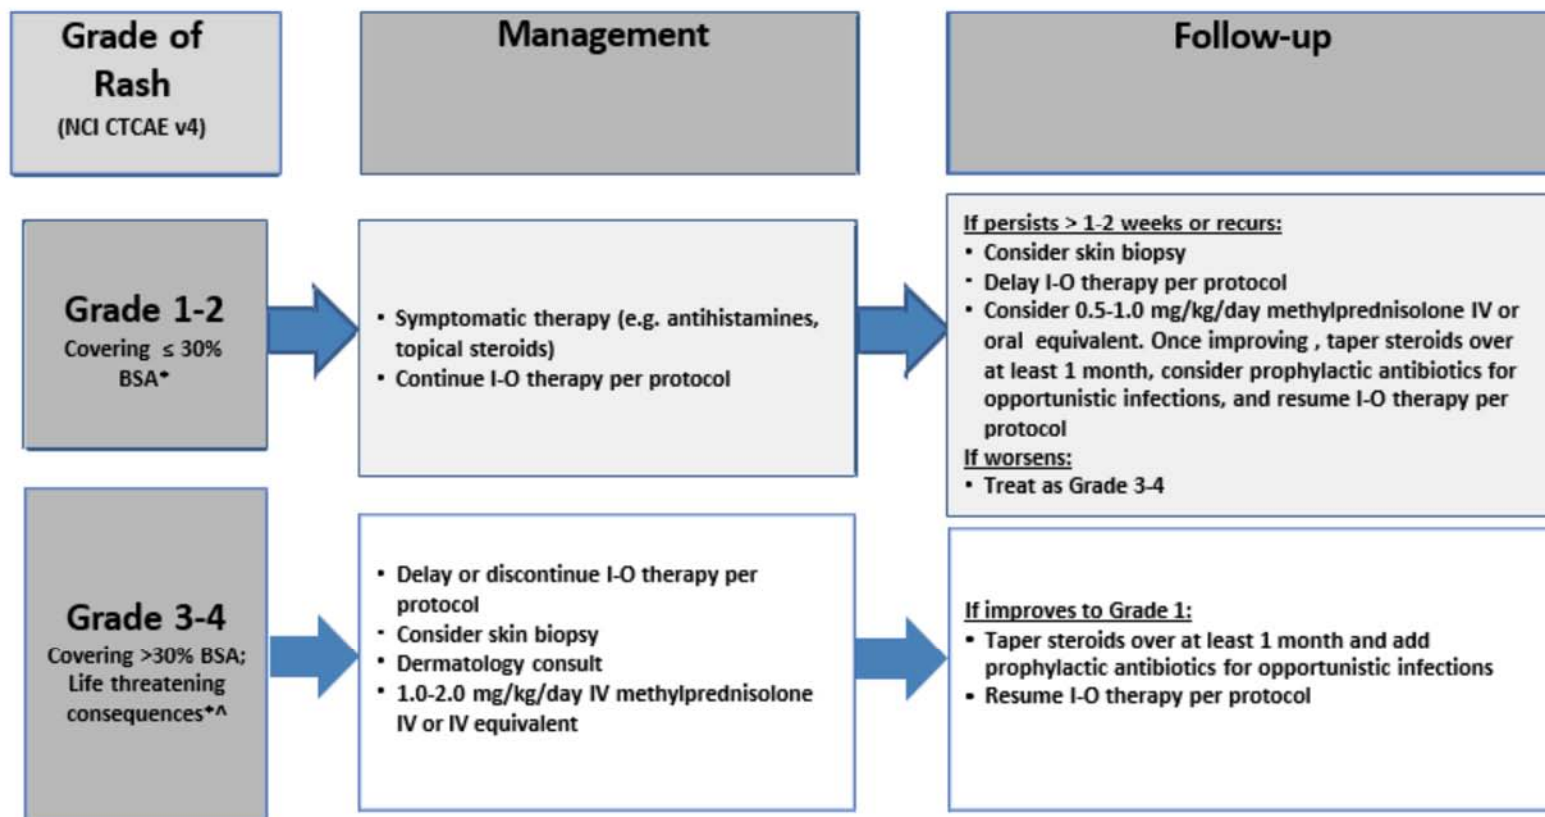 Grade of
Rash
(NCI CTCAE v4)
Management
Follow-up
Grade 1-2
Covering ≤ 30%
BSA*
• Symptomatic therapy (e.g. antihistamines,
topical steroids)
• Continue I-O therapy per protocol
If persists > 1-2 weeks or recurs:
• Consider skin biopsy
• Delay I-O therapy per protocol
• Consider 0.5-1.0 mg/kg/day methylprednisolone IV or
oral equivalent. Once improving , taper steroids over
at least 1 month, consider prophylactic antibiotics for
opportunistic infections, and resume I-O therapy per
protocol
If worsens:
• Treat as Grade 3-4
Grade 3-4
Covering >30% BSA;
Life threatening
consequences*^
• Delay or discontinue I-O therapy per
protocol
• Consider skin biopsy
• Dermatology consult
• 1.0-2.0 mg/kg/day IV methylprednisolone
IV or IV equivalent
If improves to Grade 1:
• Taper steroids over at least 1 month and add
prophylactic antibiotics for opportunistic infections
• Resume I-O therapy per protocol